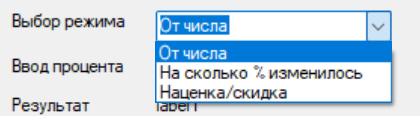 Выбор режима От числа
От числа
На сколько % изменилось
Ввод процента
Наценка/скидка
Результат label1